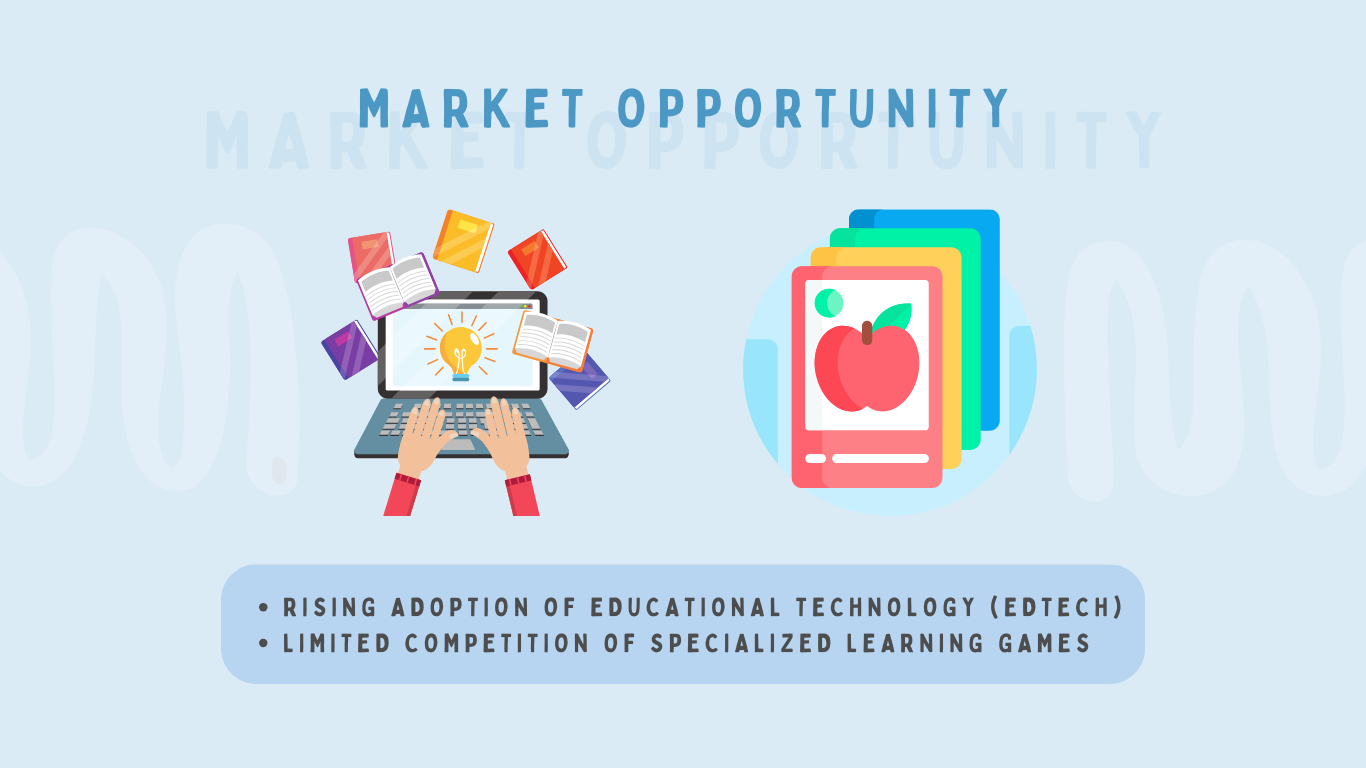 MARKET OPPORTUNITY
MARKET OPPORTUNITY
• RISING ADOPTION OF EDUCATIONAL TECHNOLOGY (EDTECH)
• LIMITED COMPETITION OF SPECIALIZED LEARNING GAMES